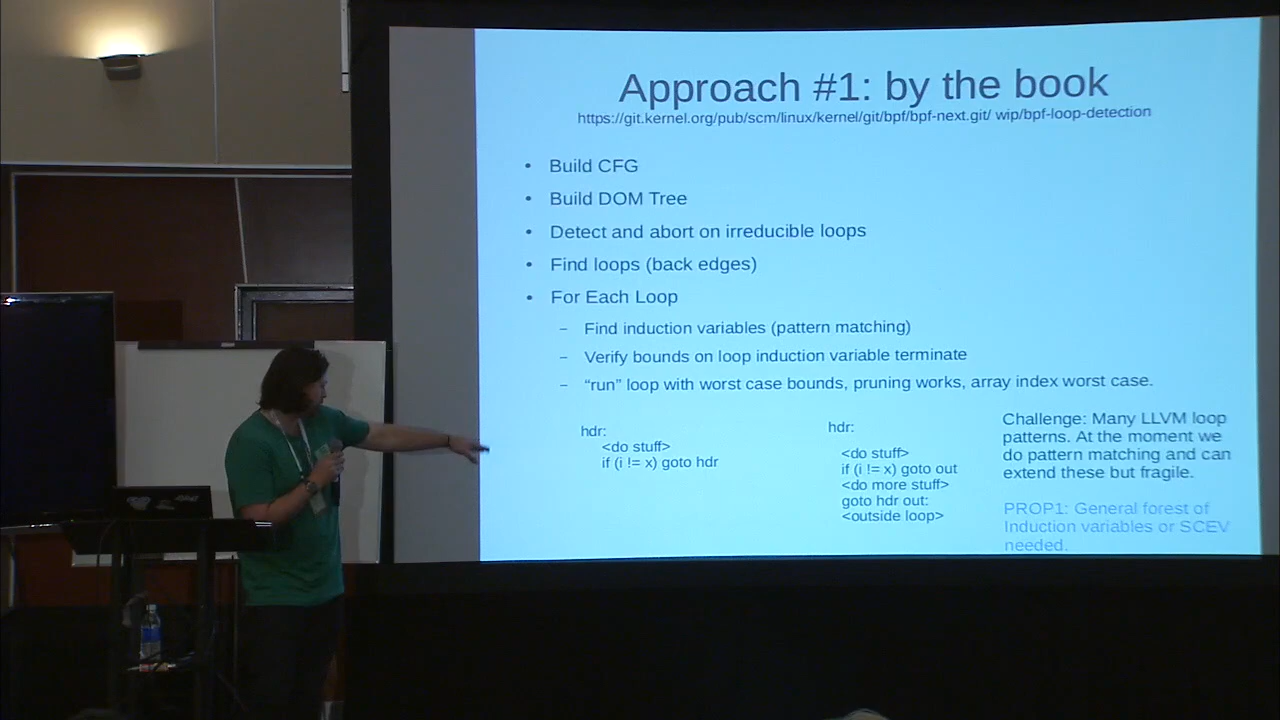 Approach #1: by the book
https://git.kernel.org/pub/scm/linux/kernel/git/bpf/bpf-next.git/ wip/bpf-loop-detection
• Build CFG
• Build DOM Tree
• Detect and abort on irreducible loops
• Find loops (back edges)
• For Each Loop
– Find induction variables (pattern matching)
– Verify bounds on loop induction variable terminate
– “run” loop with worst case bounds, pruning works, array index worst case.
hdr:
<do stuff>
if (i != x) goto hdr
hdr:
<do stuff>
if (i != x) goto out
<do more stuff>
goto hdr out:
<outside loop>
Challenge: Many LLVM loop
patterns. At the moment we
do pattern matching and can
extend these but fragile.
PROP1: General forest of
Induction variables or SCEV
needed.